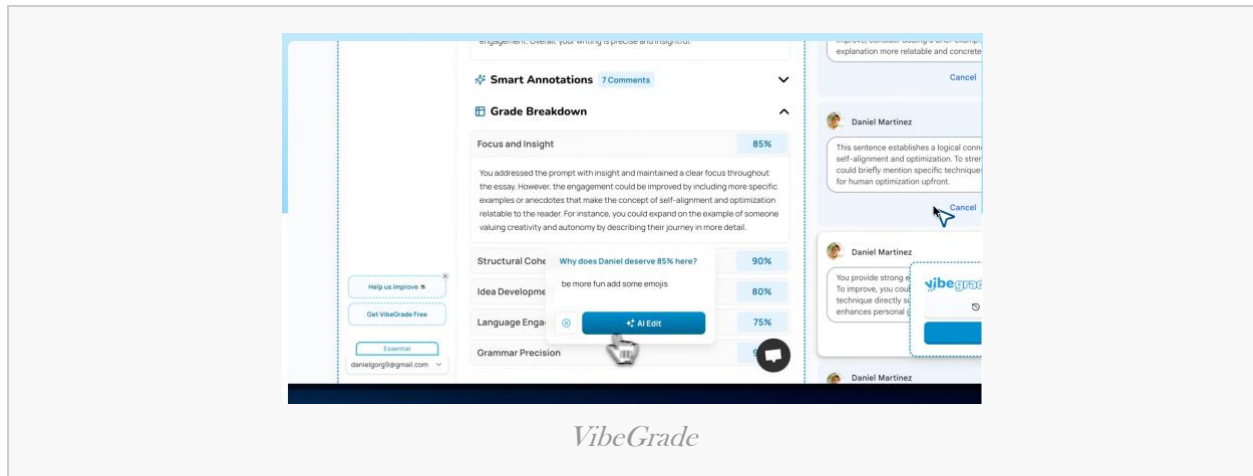 engagement. Overall, your writing is precise and insightful.
Smart Annotations 7 Comments
Grade Breakdown
Focus and Insight 85%
You addressed the prompt with insight and maintained a clear focus throughout
the essay. However, the engagement could be improved by including more specific
examples or anecdotes that make the concept of self-alignment and optimization
relatable to the reader. For instance, you could expand on the example of someone
valuing creativity and autonomy by describing their journey in more detail.
Structural Cohe 90%
Why does Daniel deserve 85% here?
be more fun add some emojis
AI Edit
Idea Developme 80%
Language Enga 75%
Grammar Precision 9
Help us improve
Get VibeGrade Free
Essential
danielgorg9@gmail.com
explanation more relatable and concrete
Cancel
Daniel Martinez
This sentence establishes a logical conn
self-alignment and optimization. To stre
could briefly mention specific technique
for human optimization upfront.
Cancel
Daniel Martinez
You provide strong e
To improve, you cou
technique directly su
enhances personal g
vibegrad
Daniel Martinez
VibeGrade